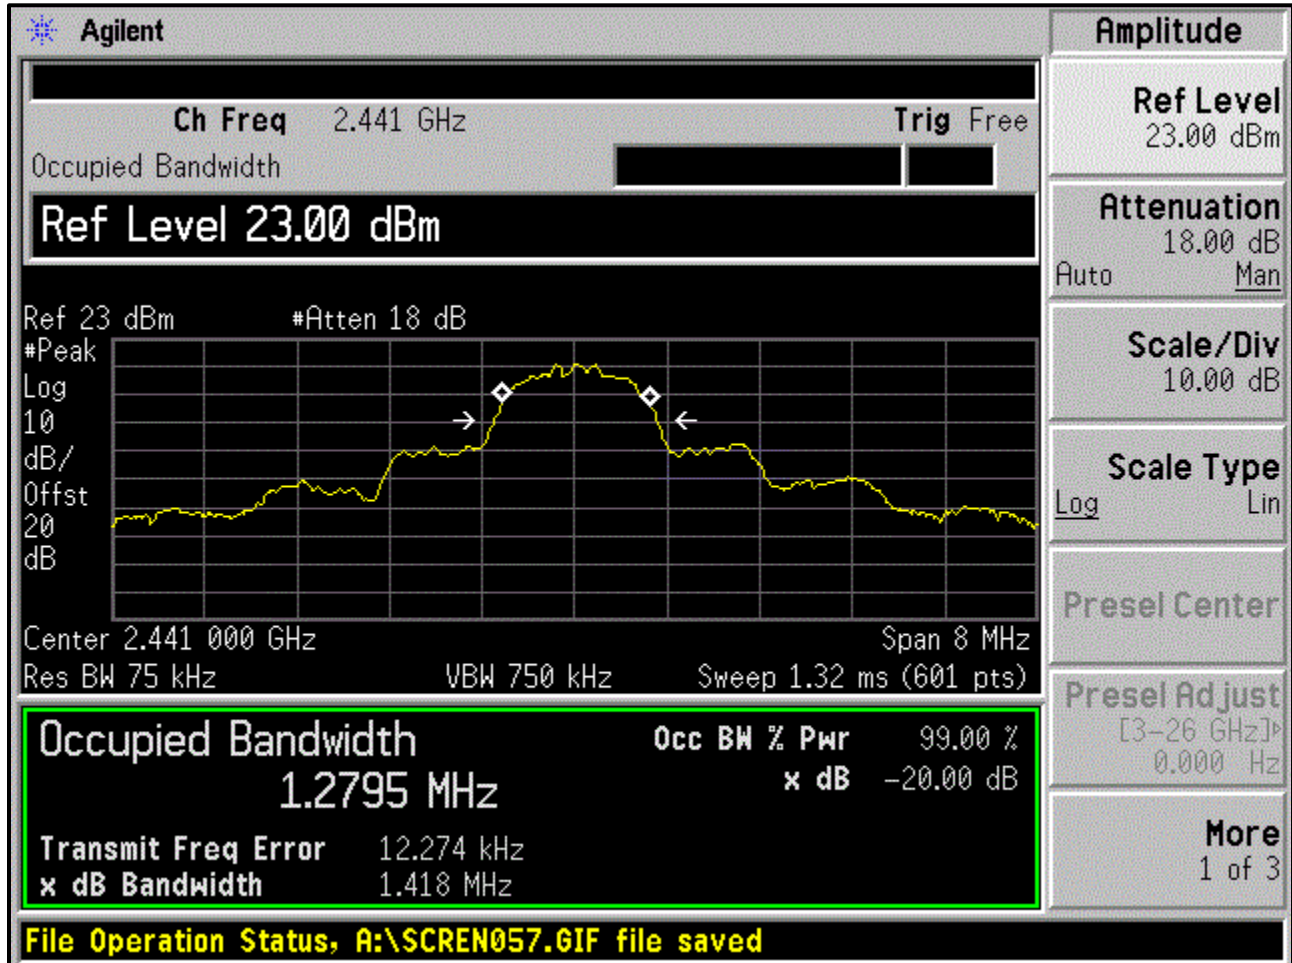 Agilent
Ch Freq 2.441 GHz Trig Free
Occupied Bandwidth
Ref Level 23.00 dBm
Ref 23 dBm #Atten 18 dB
#Peak
Log
10
dB/
Offst
20
dB
Center 2.441 000 GHz Span 8 MHz
Res BW 75 kHz VBW 750 kHz Sweep 1.32 ms (601 pts)
Occupied Bandwidth
1.2795 MHz
Occ BW % Pwr 99.00 %
x dB -20.00 dB
Transmit Freq Error 12.274 kHz
x dB Bandwidth 1.418 MHz
File Operation Status, A:\SCREN057.GIF file saved
Amplitude
Ref Level
23.00 dBm
Attenuation
18.00 dB
Auto Man
Scale/Div
10.00 dB
Scale Type
Log Lin
Presel Center
Presel Adjust
[3-26 GHz]
0.000 Hz
More
1 of 3